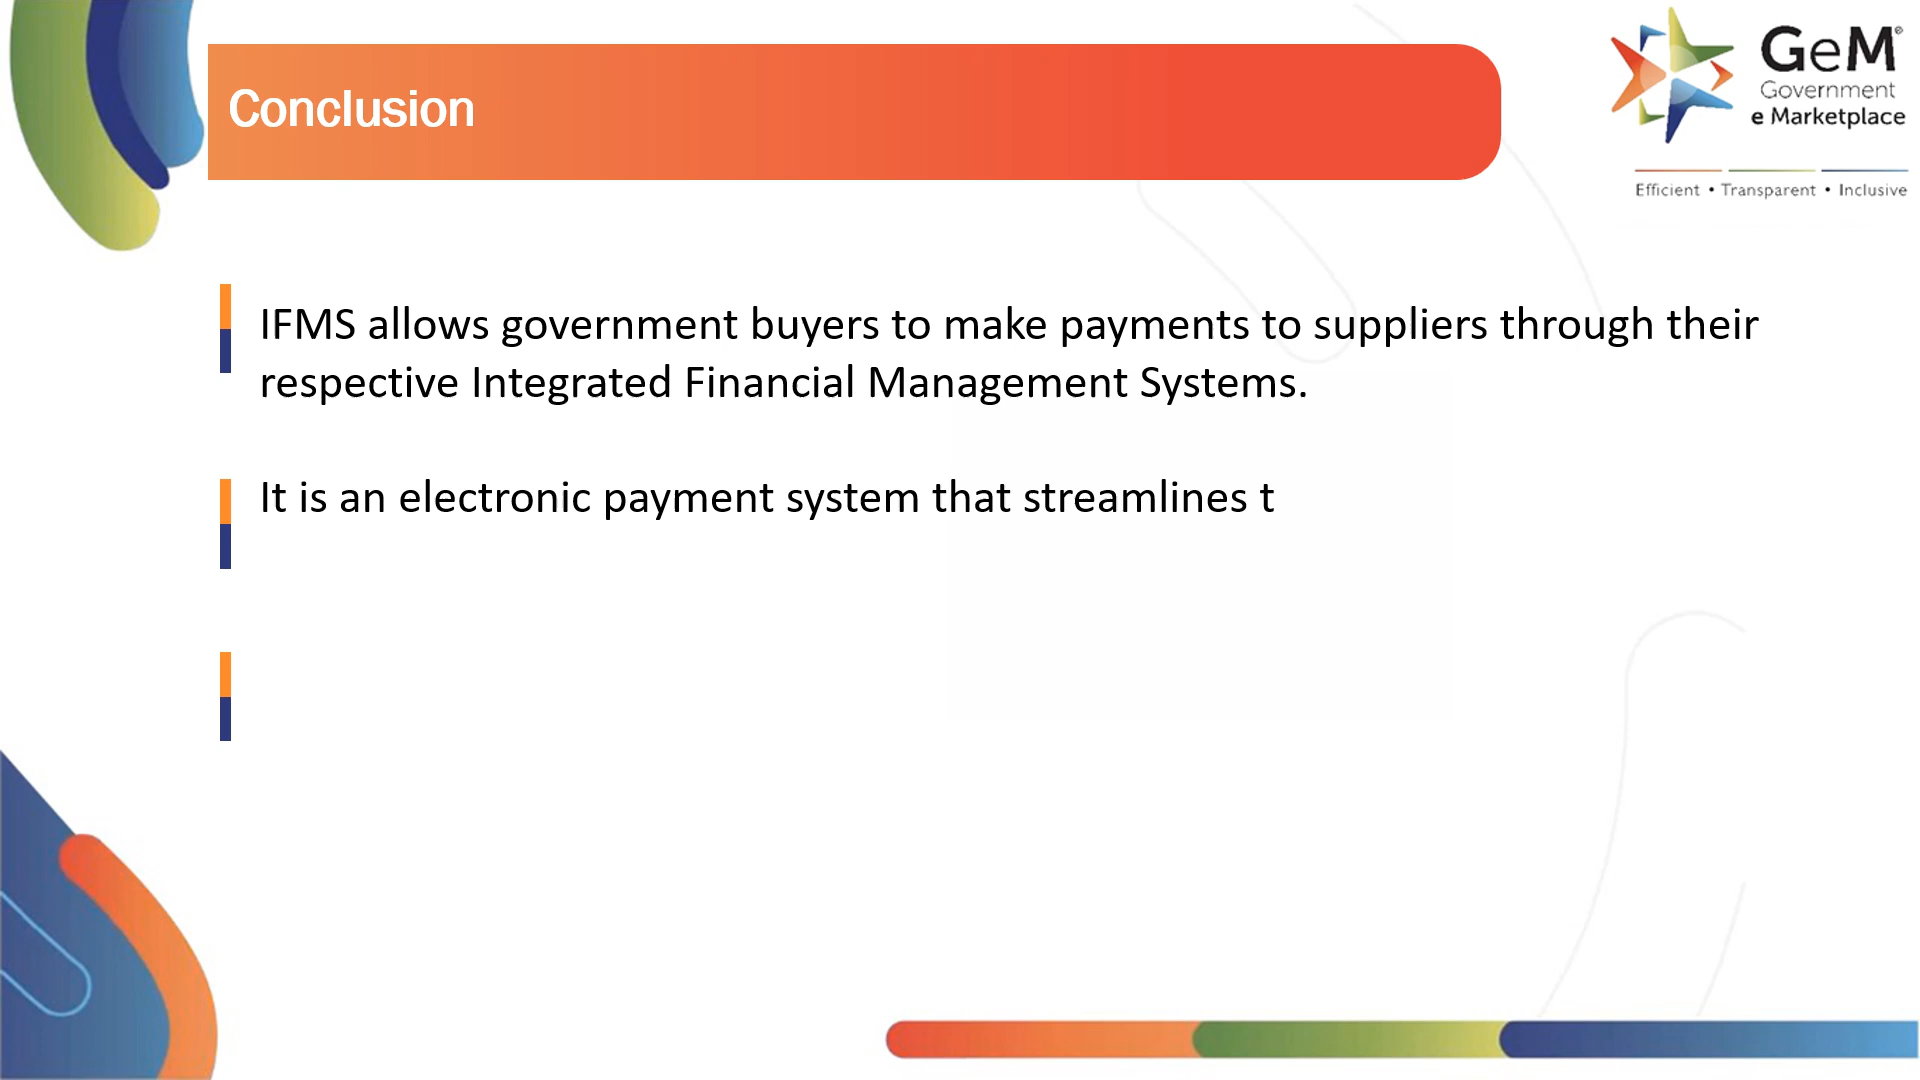 Conclusion
GeM
Government
e Marketplace
Efficient • Transparent • Inclusive
IFMS allows government buyers to make payments to suppliers through their
respective Integrated Financial Management Systems.
It is an electronic payment system that streamlines t